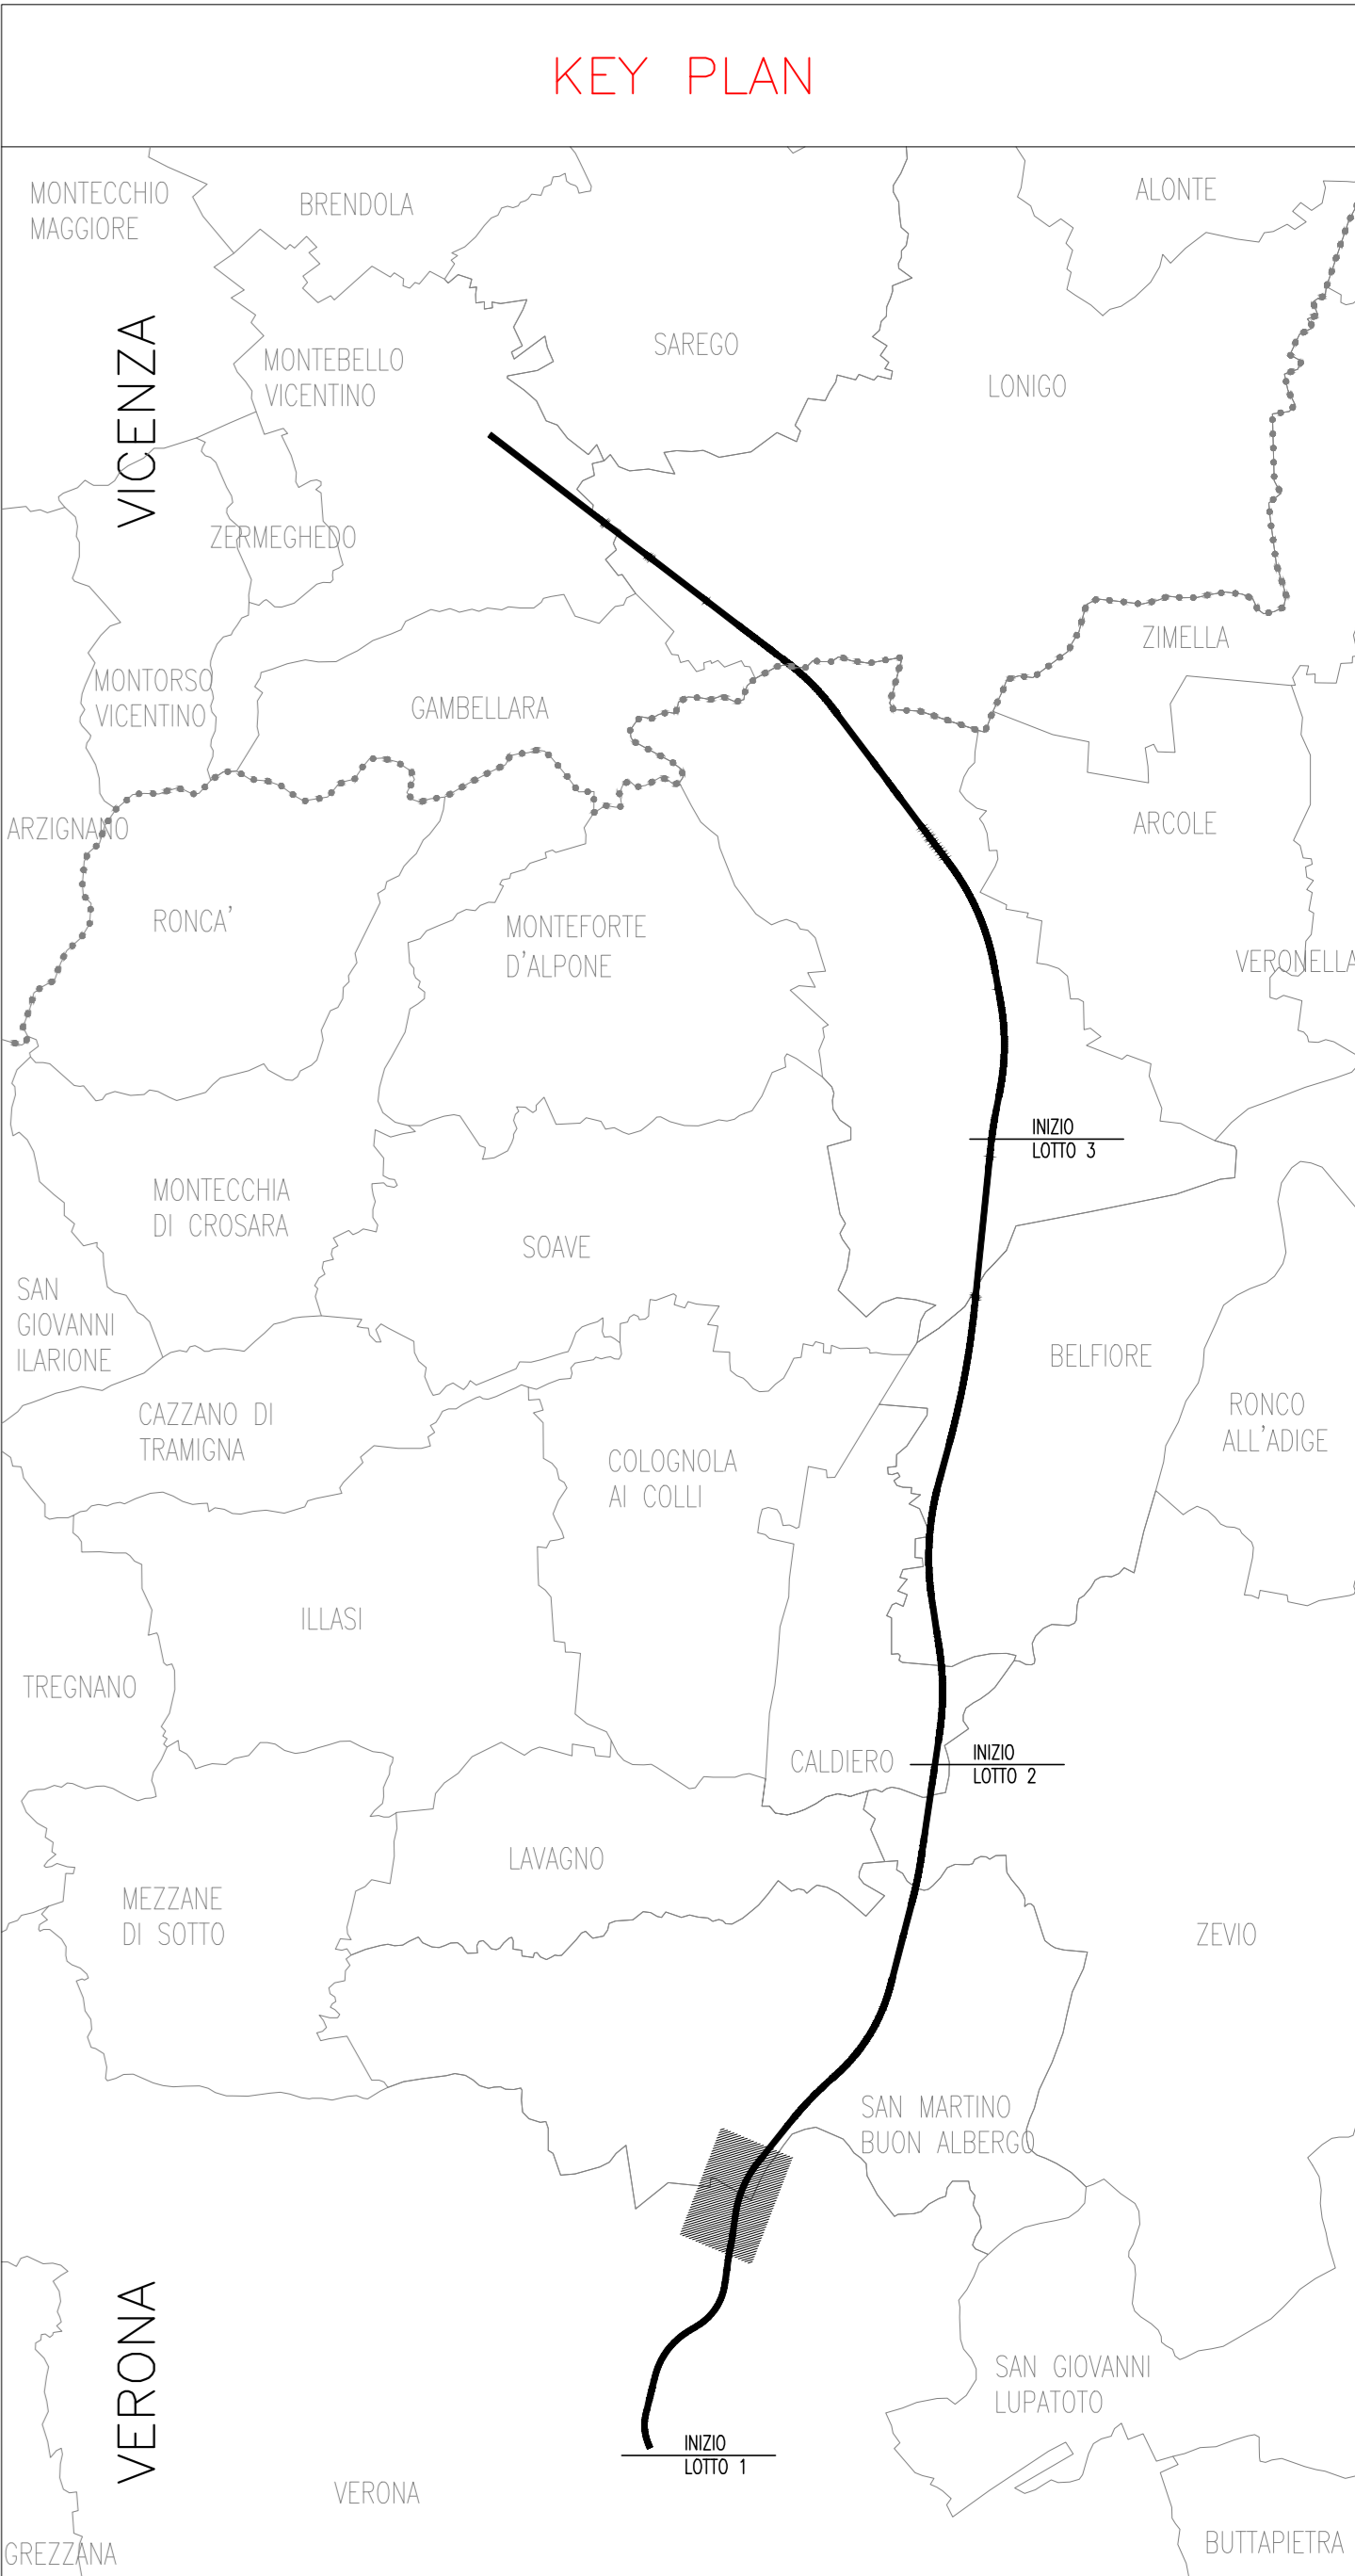 KEY PLAN
MONTECCHIO
MAGGIORE
BRENDOLA
ALONTE
VICENZA
MONTEBELLO
VICENTINO
SAREGO
LONIGO
ZERMEGHEDO
ZIMELLA
MONTORSO
VICENTINO
GAMBELLARA
ARZIGNANO
ARCOLE
RONCA'
MONTEFORTE
D'ALPONE
VERONELLA
INIZIO
LOTTO 3
MONTECCHIA
DI CROSARA
SOAVE
SAN
GIOVANNI
ILARIONE
BELFIORE
CAZZANO DI
TRAMIGNA
RONCO
ALL'ADIGE
COLOGNOLA
AI COLLI
ILLASI
TREGNANO
CALDIERO
INIZIO
LOTTO 2
LAVAGNO
MEZZANE
DI SOTTO
ZEVIO
SAN MARTINO
BUON ALBERGO
VERONA
SAN GIOVANNI
LUPATOTO
INIZIO
LOTTO 1
VERONA
GREZZANA
BUTTAPIETRA